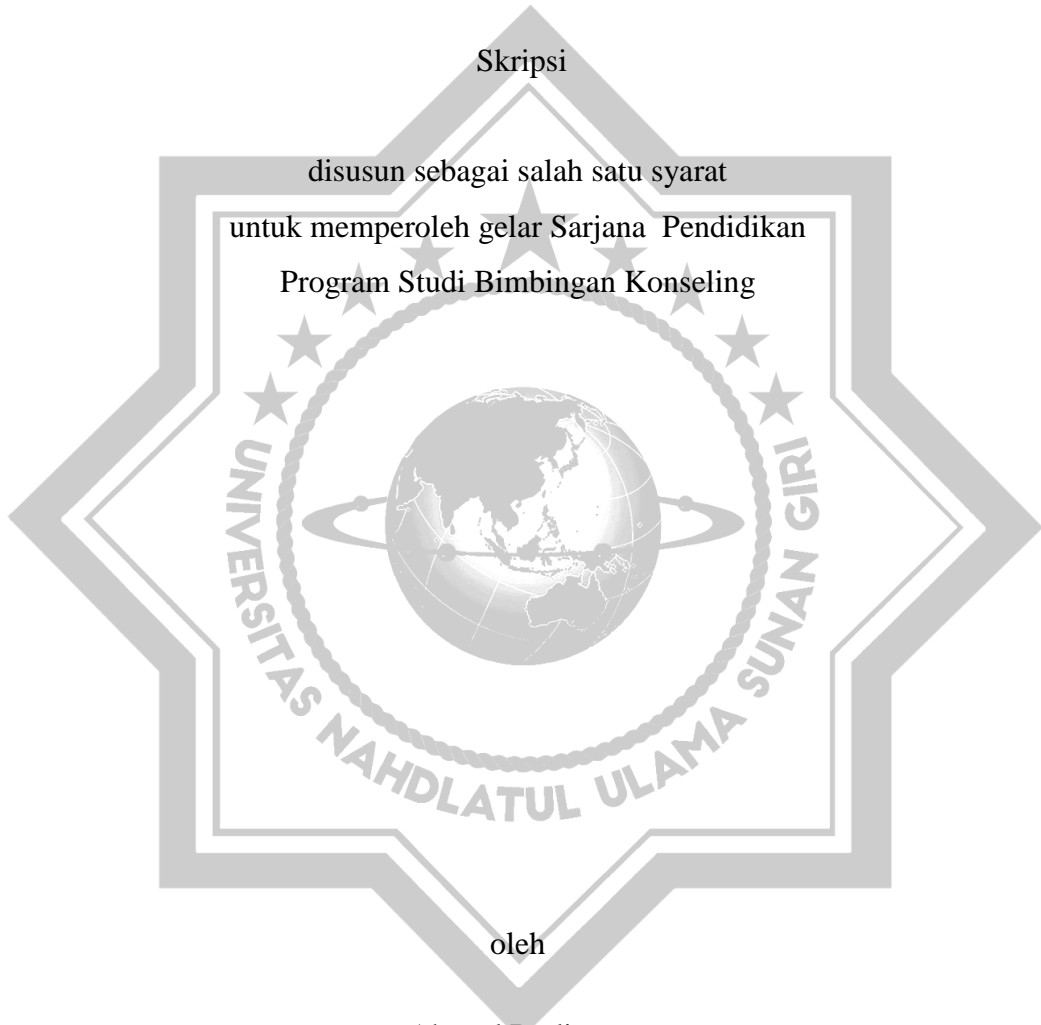 Skripsi
disusun sebagai salah satu syarat
untuk memperoleh gelar Sarjana Pendidikan
Program Studi Bimbingan Konseling
UNIVERSITAS NAHDLATUL ULAMA SUNAN GIRI
oleh